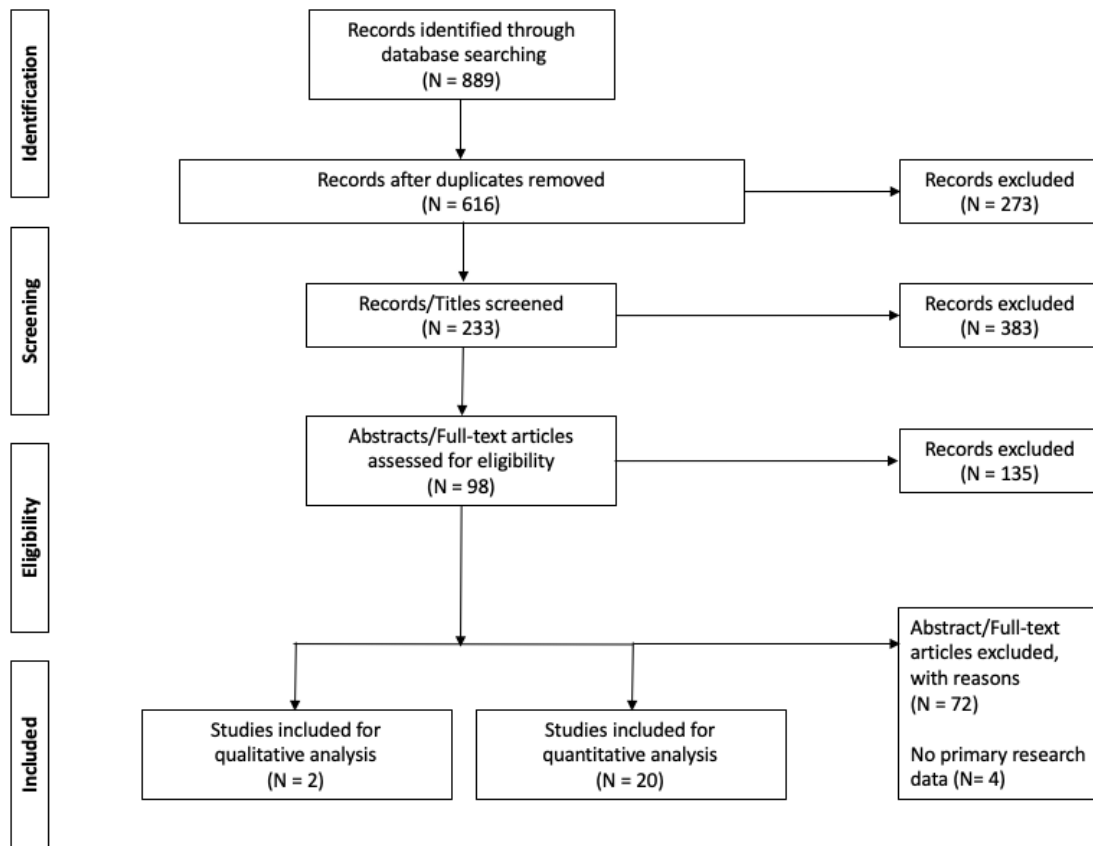 Identification
Records identified through
database searching
(N = 889)
Records after duplicates removed
(N = 616)
Records excluded
(N = 273)
Screening
Records/Titles screened
(N = 233)
Records excluded
(N = 383)
Eligibility
Abstracts/Full-text articles
assessed for eligibility
(N = 98)
Records excluded
(N = 135)
Abstract/Full-text
articles excluded,
with reasons
(N = 72)
No primary research
data (N= 4)
Included
Studies included for
qualitative analysis
(N = 2)
Studies included for
quantitative analysis
(N = 20)